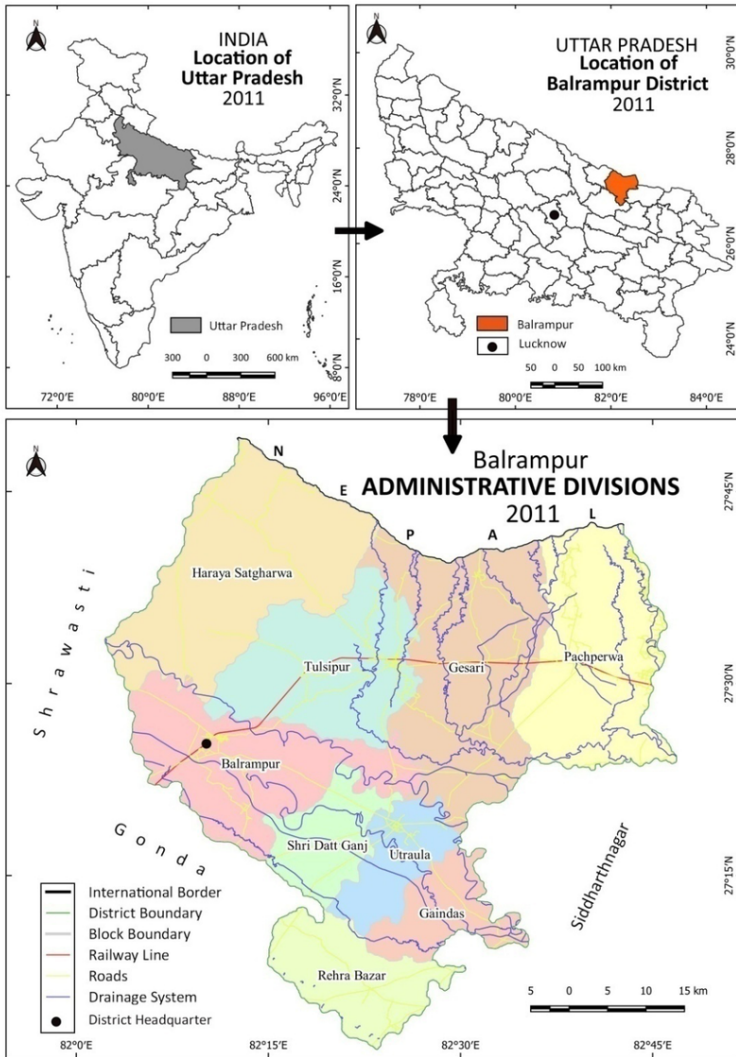 N
INDIA
Location of
Uttar Pradesh
2011
32°0'N
24°0'N
16°0'N
8°0'N
Uttar Pradesh
300 0 300 600 km
72°0'E 80°0'E 88°0'E 96°0'E
N
UTTAR PRADESH
Location of
Balrampur District
2011
30°0'N
28°0'N
26°0'N
24°0'N
Balrampur
Lucknow
50 0 50 100 km
78°0'E 80°0'E 82°0'E 84°0'E
N
Balrampur
ADMINISTRATIVE DIVISIONS
2011
N E P A L
27°45'N
27°30'N
27°15'N
Shrawasti
Gonda
Siddharthnagar
Haraya Satgharwa
Tulsipur
Gesari
Pachperwa
Balrampur
Shri Datt Ganj
Utraula
Gaindas
Rehra Bazar
International Border
District Boundary
Block Boundary
Railway Line
Roads
Drainage System
District Headquarter
5 0 5 10 15 km
82°0'E 82°15'E 82°30'E 82°45'E